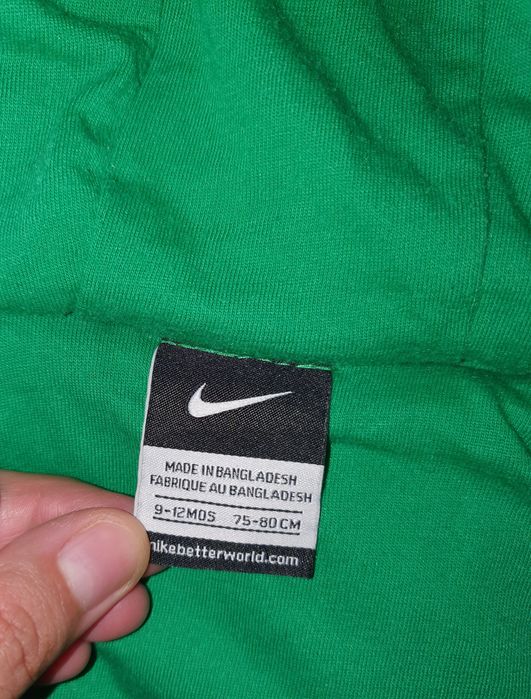 MADE IN BANGLADESH
FABRIQUE AU BANGLADESH
9-12MOS 75-80CM
nikebetterworld.com